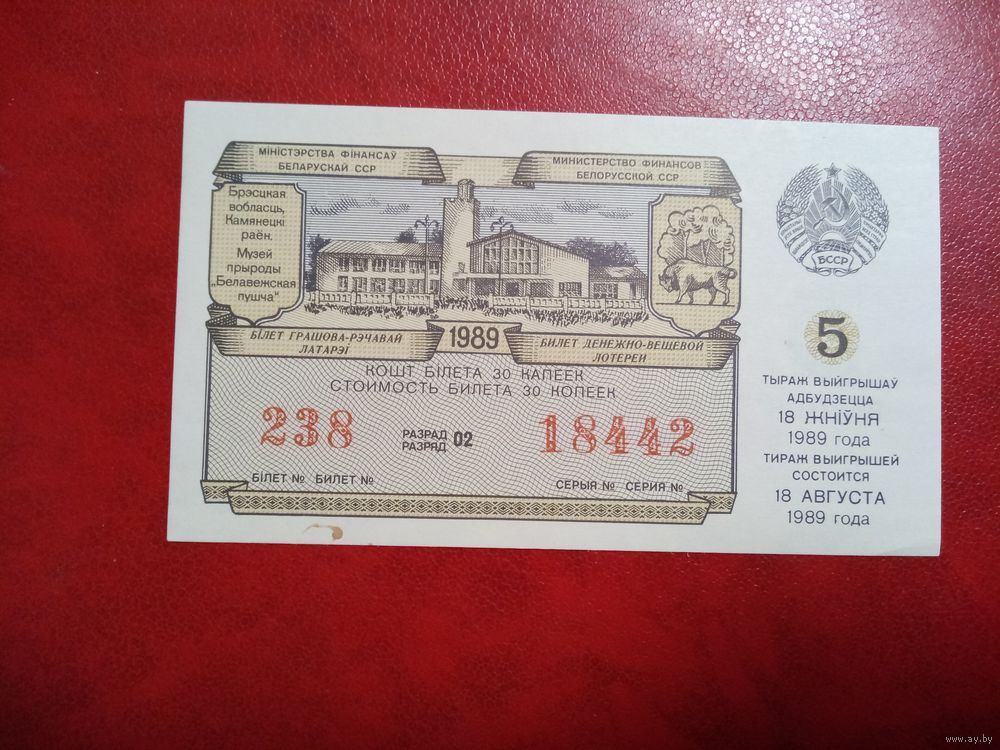 МІНІСТЭРСТВА ФІНАНСАЎ
БЕЛАРУСКАЙ ССР
МИНИСТЕРСТВО ФИНАНСОВ
БЕЛОРУССКОЙ ССР
Брэсцкая
вобласць,
Камянецкі
раён.
Музей
прыроды
„Белавежская
пушча"
БІЛЕТ ГРАШОВА-РЭЧАВАЙ
ЛАТАРЭІ
1989
БИЛЕТ ДЕНЕЖНО-ВЕЩЕВОЙ
ЛОТЕРЕИ
КОШТ БІЛЕТА 30 КАПЕЕК
СТОИМОСТЬ БИЛЕТА 30 КОПЕЕК
238
РАЗРАД
РАЗРЯД
02
18442
БІЛЕТ № БИЛЕТ №
СЕРЫЯ № СЕРИЯ №
БССР
5
ТЫРАЖ ВЫЙГРЫШАЎ
АДБУДЗЕЦЦА
18 ЖНІЎНЯ
1989 года
ТИРАЖ ВЫИГРЫШЕЙ
СОСТОИТСЯ
18 АВГУСТА
1989 года
www.ay.by